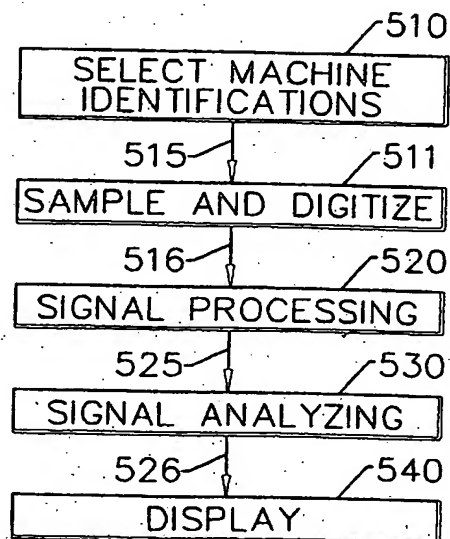 510
SELECT MACHINE
IDENTIFICATIONS
515
511
SAMPLE AND DIGITIZE
516
520
SIGNAL PROCESSING
525
530
SIGNAL ANALYZING
526
540
DISPLAY